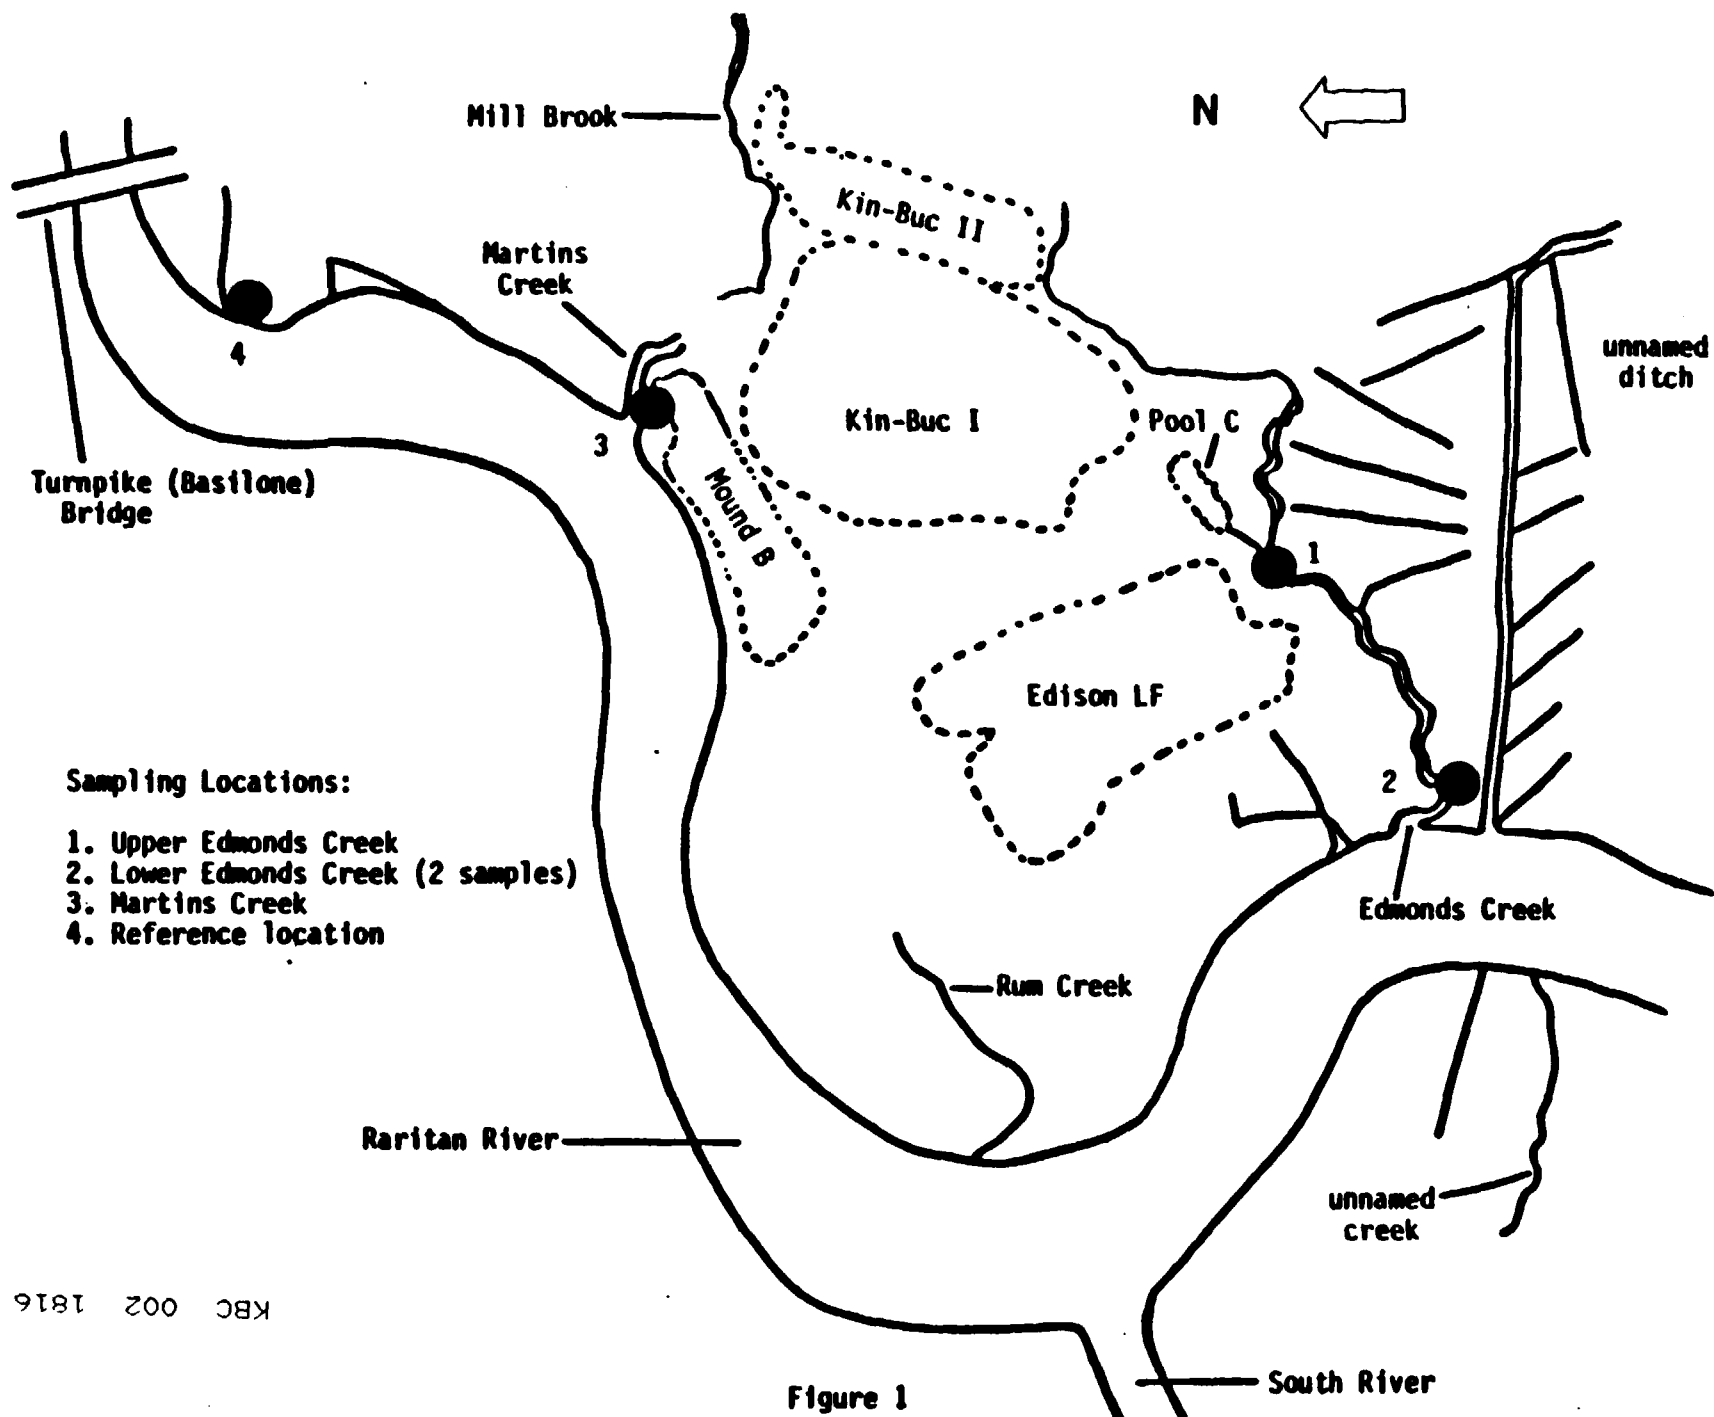 Mill Brook
N
Kin-Buc II
Martins
Creek
4
unnamed
ditch
Kin-Buc I
Pool C
3
Turnpike (Basilone)
Bridge
Mound B
1
Edison LF
2
Sampling Locations:
1. Upper Edmonds Creek
2. Lower Edmonds Creek (2 samples)
3. Martins Creek
4. Reference location
Edmonds Creek
Rum Creek
Raritan River
unnamed
creek
KBC 002 1816
South River
Figure 1